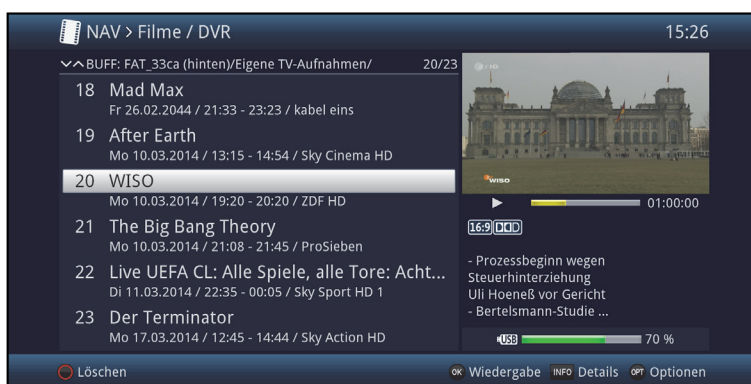 NAV > Filme / DVR 15:26
BUFF: FAT_33ca (hinten)/Eigene TV-Aufnahmen/ 20/23
18 Mad Max
Fr 26.02.2044 / 21:33 - 23:23 / kabel eins
19 After Earth
Mo 10.03.2014 / 13:15 - 14:54 / Sky Cinema HD
20 WISO
Mo 10.03.2014 / 19:20 - 20:20 / ZDF HD
21 The Big Bang Theory
Mo 10.03.2014 / 21:08 - 21:45 / ProSieben
22 Live UEFA CL: Alle Spiele, alle Tore: Acht...
Di 11.03.2014 / 22:35 - 00:05 / Sky Sport HD 1
23 Der Terminator
Mo 17.03.2014 / 12:45 - 14:44 / Sky Action HD
WISO
01:00:00
16:9
- Prozessbeginn wegen
Steuerhinterziehung
Uli Hoeneß vor Gericht
- Bertelsmann-Studie ...
USB 70 %
Löschen OK Wiedergabe INFO Details OPT Optionen